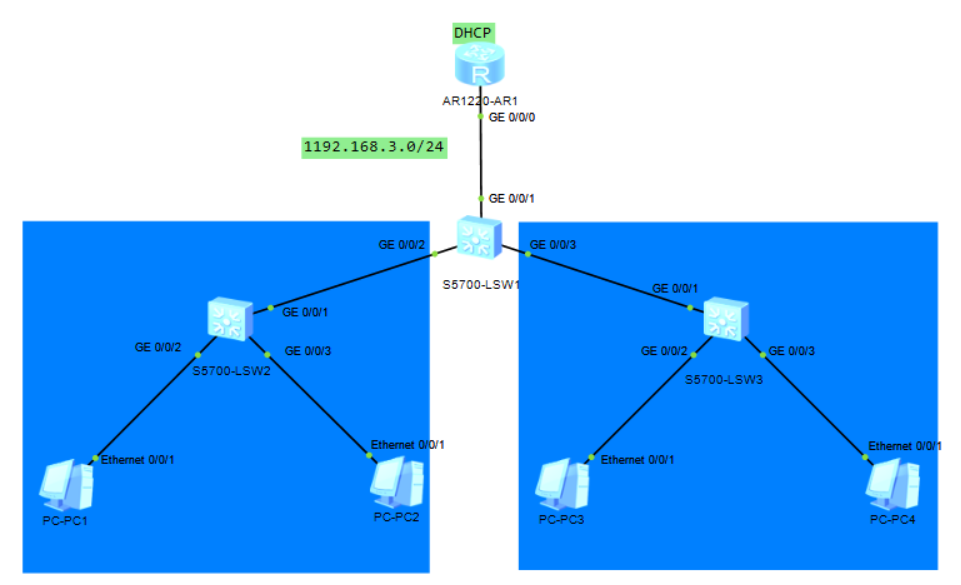 DHCP
R
AR1220-AR1
GE 0/0/0
1192.168.3.0/24
GE 0/0/1
GE 0/0/2
GE 0/0/3
S5700-LSW1
GE 0/0/1
GE 0/0/1
GE 0/0/2
GE 0/0/3
S5700-LSW2
GE 0/0/2
GE 0/0/3
S5700-LSW3
Ethernet 0/0/1
Ethernet 0/0/1
Ethernet 0/0/1
Ethernet 0/0/1
PC-PC1
PC-PC2
PC-PC3
PC-PC4